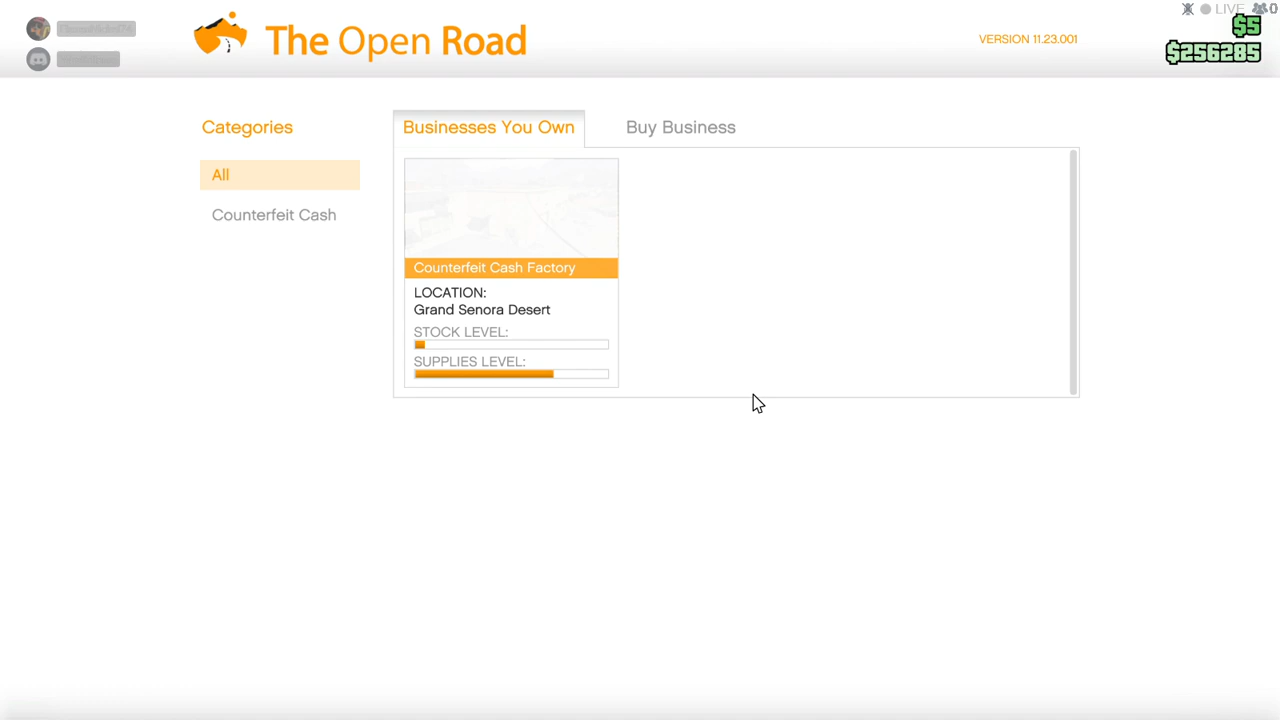 LIVE 0
The Open Road
VERSION 11.23.001
$5
$256285
Categories
Businesses You Own
Buy Business
All
Counterfeit Cash
Counterfeit Cash Factory
LOCATION:
Grand Senora Desert
STOCK LEVEL:
SUPPLIES LEVEL: